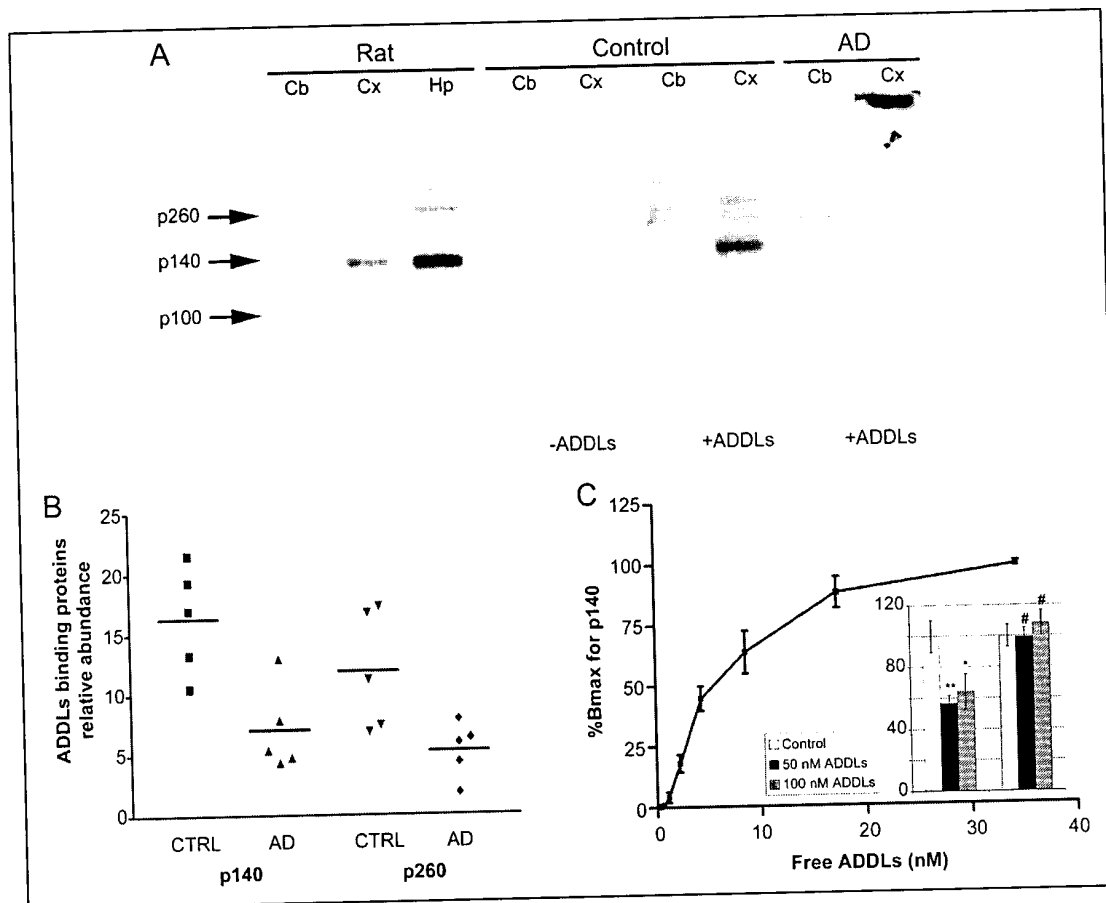 A
Rat Control AD
Cb Cx Hp Cb Cx Cb Cx Cb Cx
p260
p140
p100
-ADDLs +ADDLs +ADDLs
B
ADDLs binding proteins
relative abundance
25
20
15
10
5
0
CTRL AD CTRL AD
p140 p260
C
%Bmax for p140
125
100
75
50
25
0
0 10 20 30 40
Free ADDLs (nM)
120
80
40
0
** * # #
Control
50 nM ADDLs
100 nM ADDLs